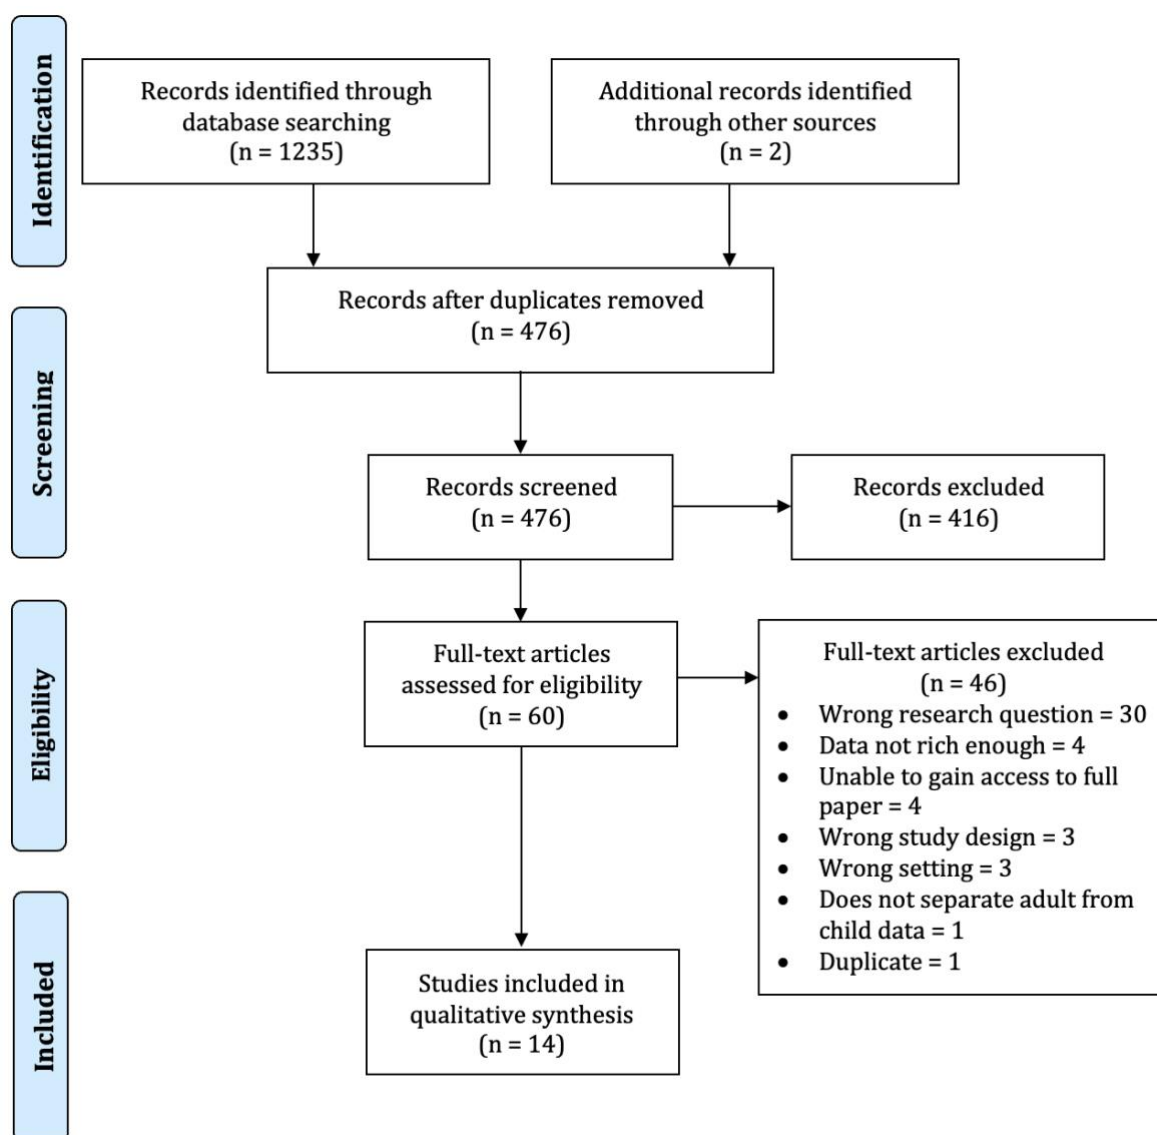 Identification
Records identified through
database searching
(n = 1235)
Additional records identified
through other sources
(n = 2)
Records after duplicates removed
(n = 476)
Screening
Records screened
(n = 476)
Records excluded
(n = 416)
Eligibility
Full-text articles
assessed for eligibility
(n = 60)
Full-text articles excluded
(n = 46)
• Wrong research question = 30
• Data not rich enough = 4
• Unable to gain access to full
paper = 4
• Wrong study design = 3
• Wrong setting = 3
• Does not separate adult from
child data = 1
• Duplicate = 1
Included
Studies included in
qualitative synthesis
(n = 14)